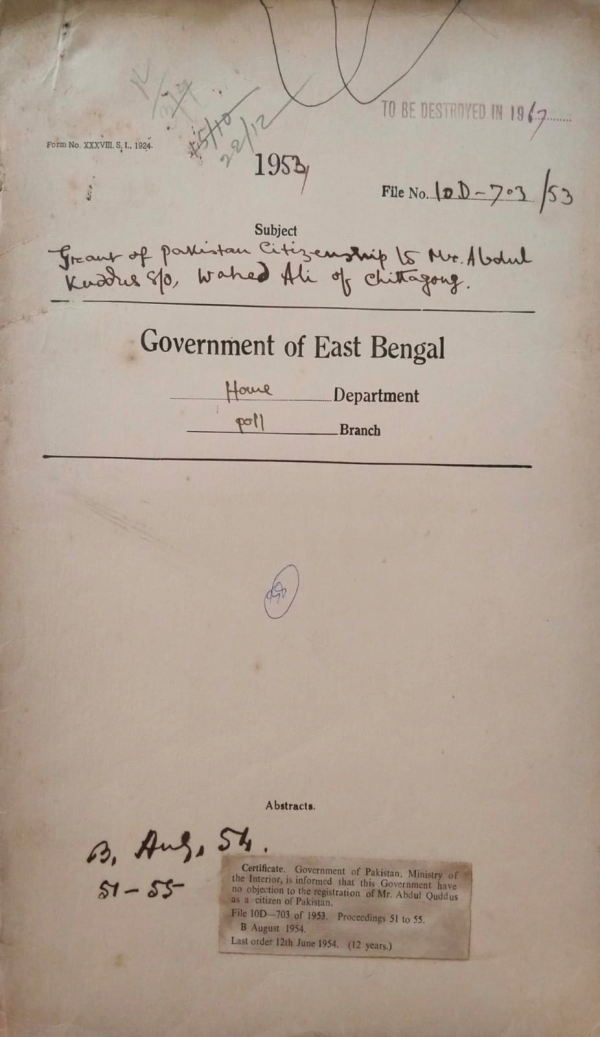 TO BE DESTROYED IN 1967
45/10
22/12
Form No. XXXVIII, S. I., 1924.
1953
File No. 10D-703/53
Subject
Grant of Pakistan Citizenship to Mr. Abdul
Kuddus S/o, Wahed Ali of Chittagong.
Government of East Bengal
Home Department
poll Branch
Abstracts.
B, Aug, 54.
51-55
Certificate. Government of Pakistan, Ministry of
the Interior, is informed that this Government have
no objection to the registration of Mr. Abdul Quddus
as a citizen of Pakistan.
File 10D—703 of 1953. Proceedings 51 to 55.
B August 1954.
Last order 12th June 1954. (12 years.)